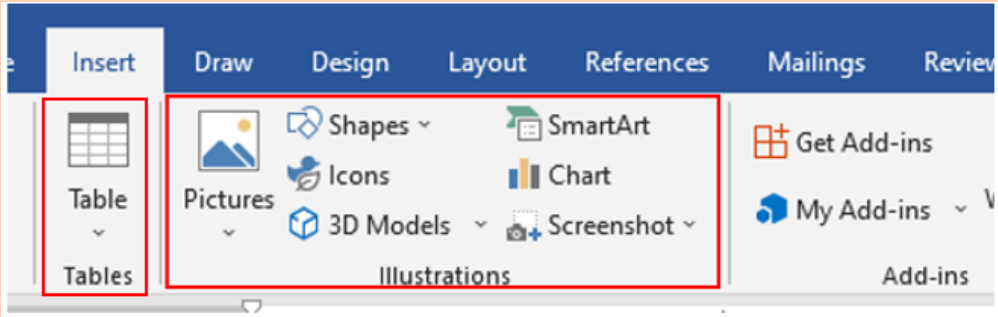 Insert Draw Design Layout References Mailings Review
Table
Tables
Pictures
Shapes
Icons
3D Models
SmartArt
Chart
Screenshot
Illustrations
Get Add-ins
My Add-ins
Add-ins